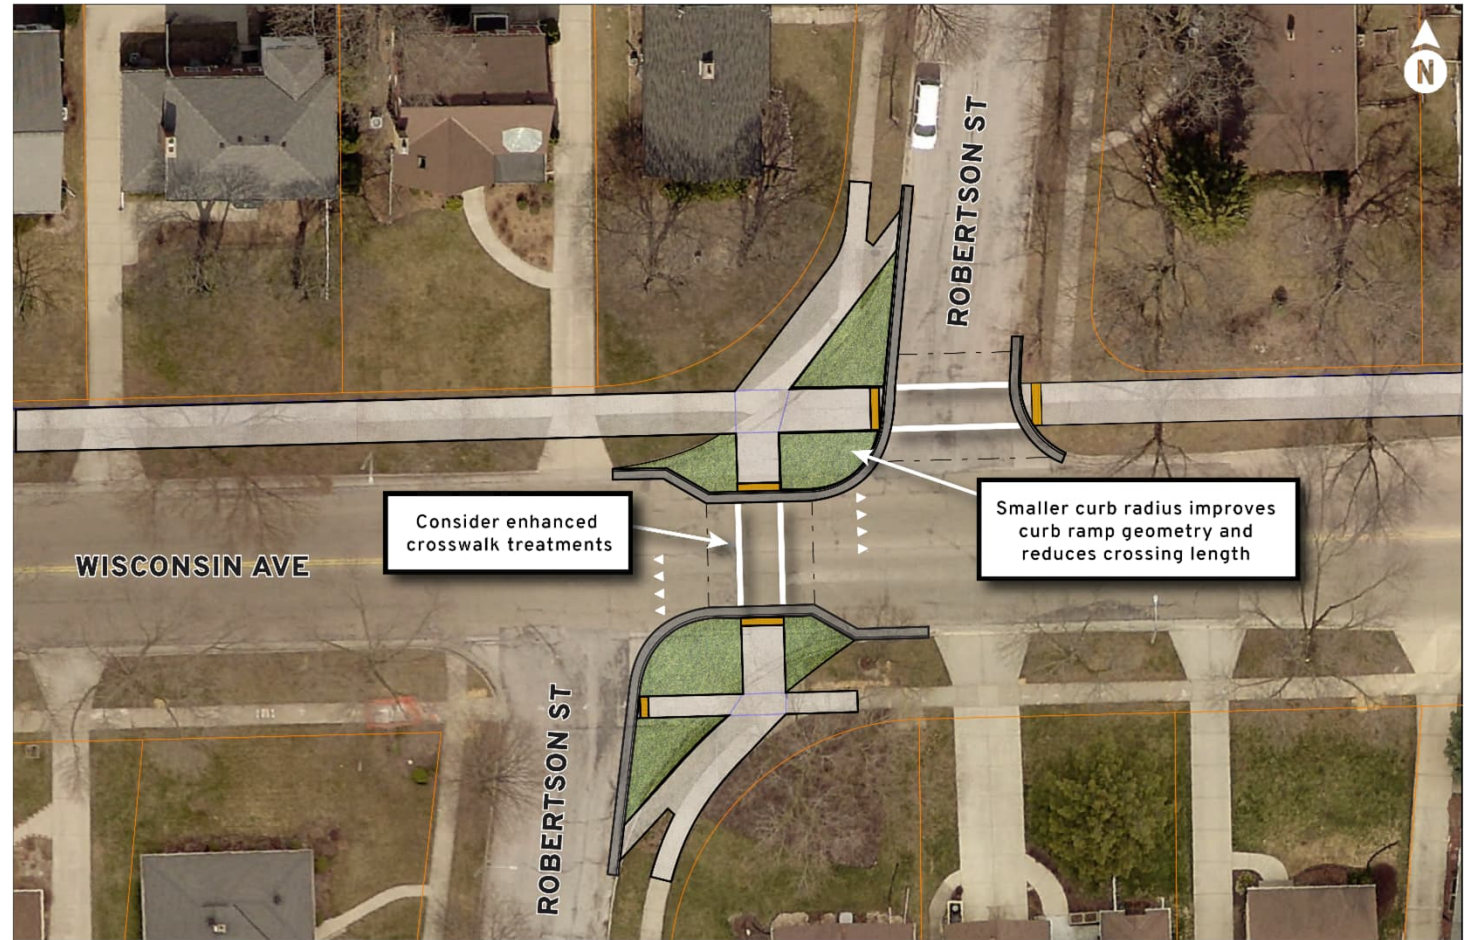 N
ROBERTSON ST
Consider enhanced
crosswalk treatments
Smaller curb radius improves
curb ramp geometry and
reduces crossing length
WISCONSIN AVE
ROBERTSON ST